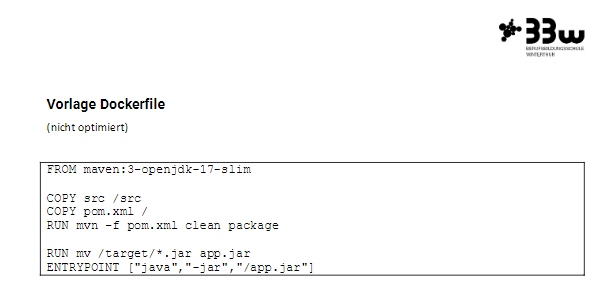 BBW
BERUFSBILDUNGSSCHULE
WINTERTHUR
Vorlage Dockerfile
(nicht optimiert)
FROM maven:3-openjdk-17-slim
COPY src /src
COPY pom.xml /
RUN mvn -f pom.xml clean package
RUN mv /target/*.jar app.jar
ENTRYPOINT ["java","-jar","/app.jar"]